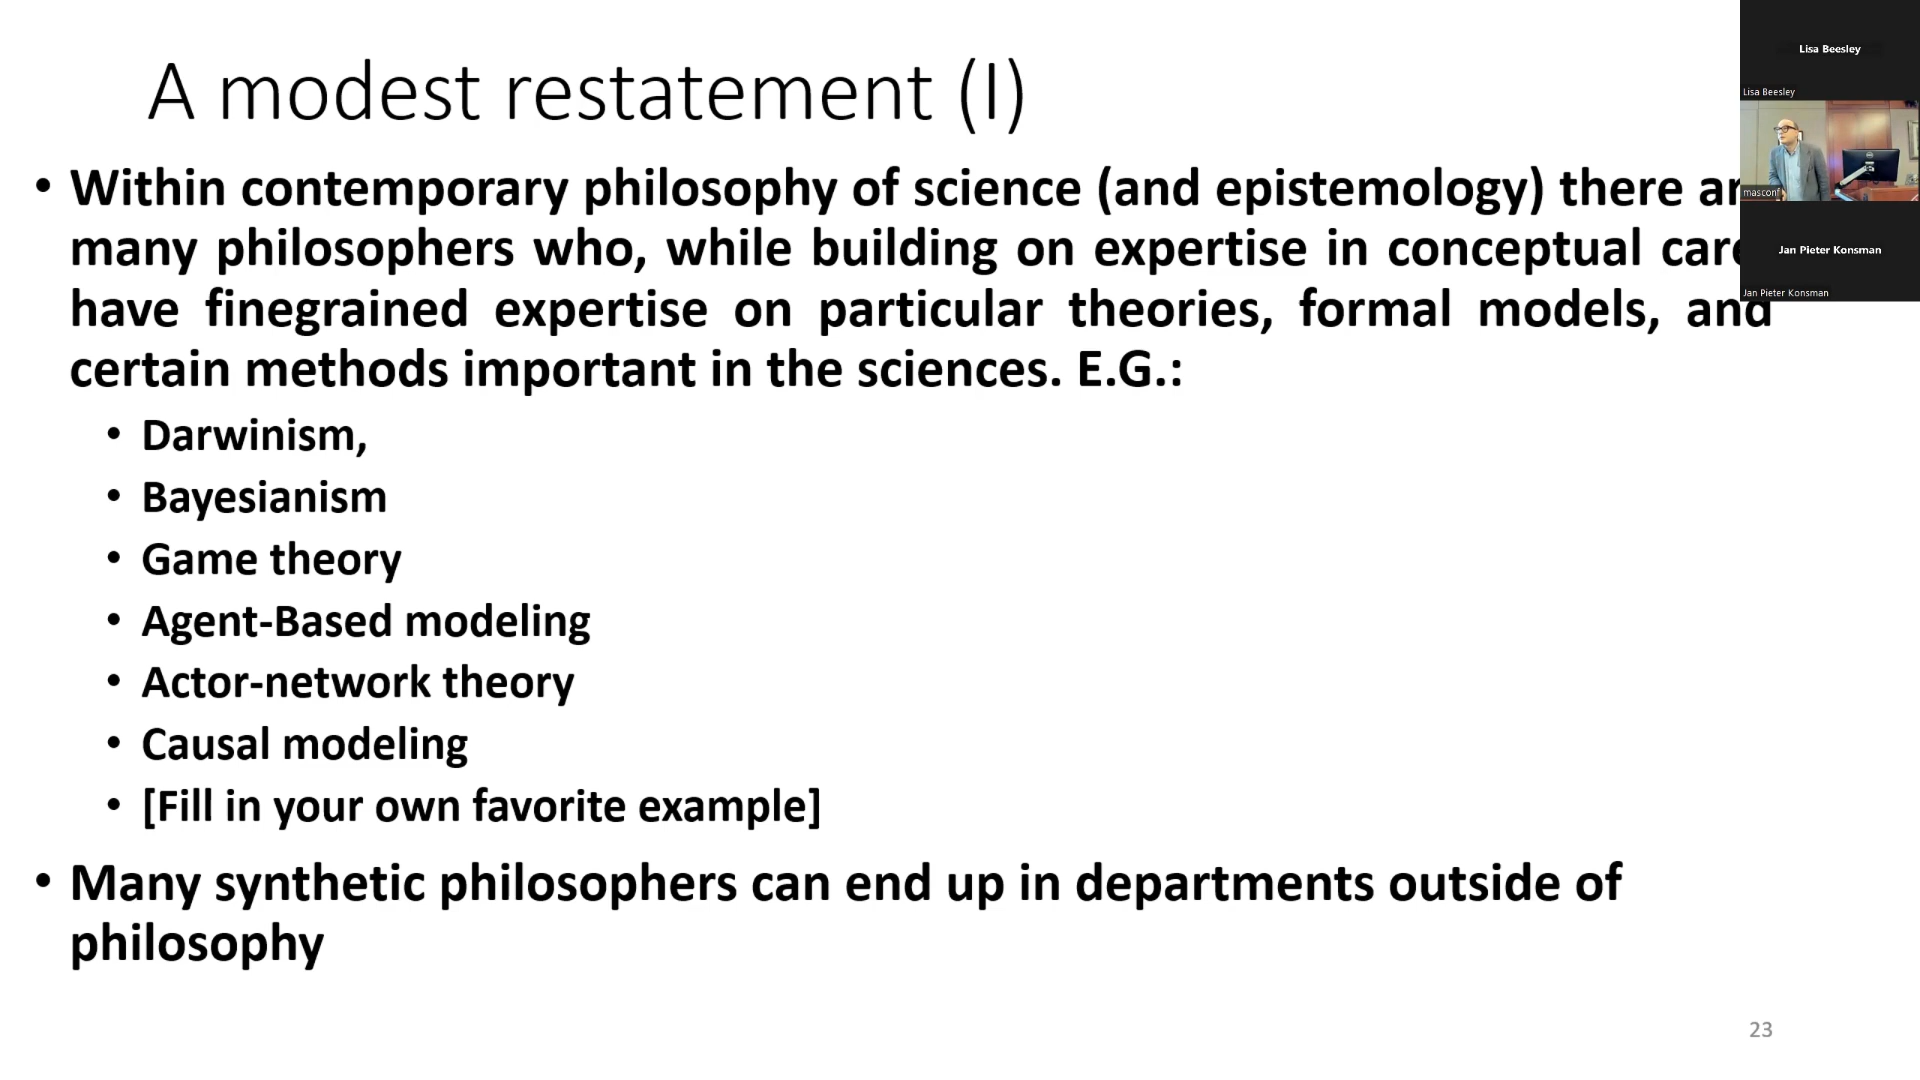 A modest restatement (I)
• Within contemporary philosophy of science (and epistemology) there
many philosophers who, while building on expertise in conceptual
have finegrained expertise on particular theories, formal models, and
certain methods important in the sciences. E.G.:
• Darwinism,
• Bayesianism
• Game theory
• Agent-Based modeling
• Actor-network theory
• Causal modeling
• [Fill in your own favorite example]
• Many synthetic philosophers can end up in departments outside of
philosophy
23
Lisa Beesley
Lisa Beesley
masconf
Jan Pieter Konsman
Jan Pieter Konsman